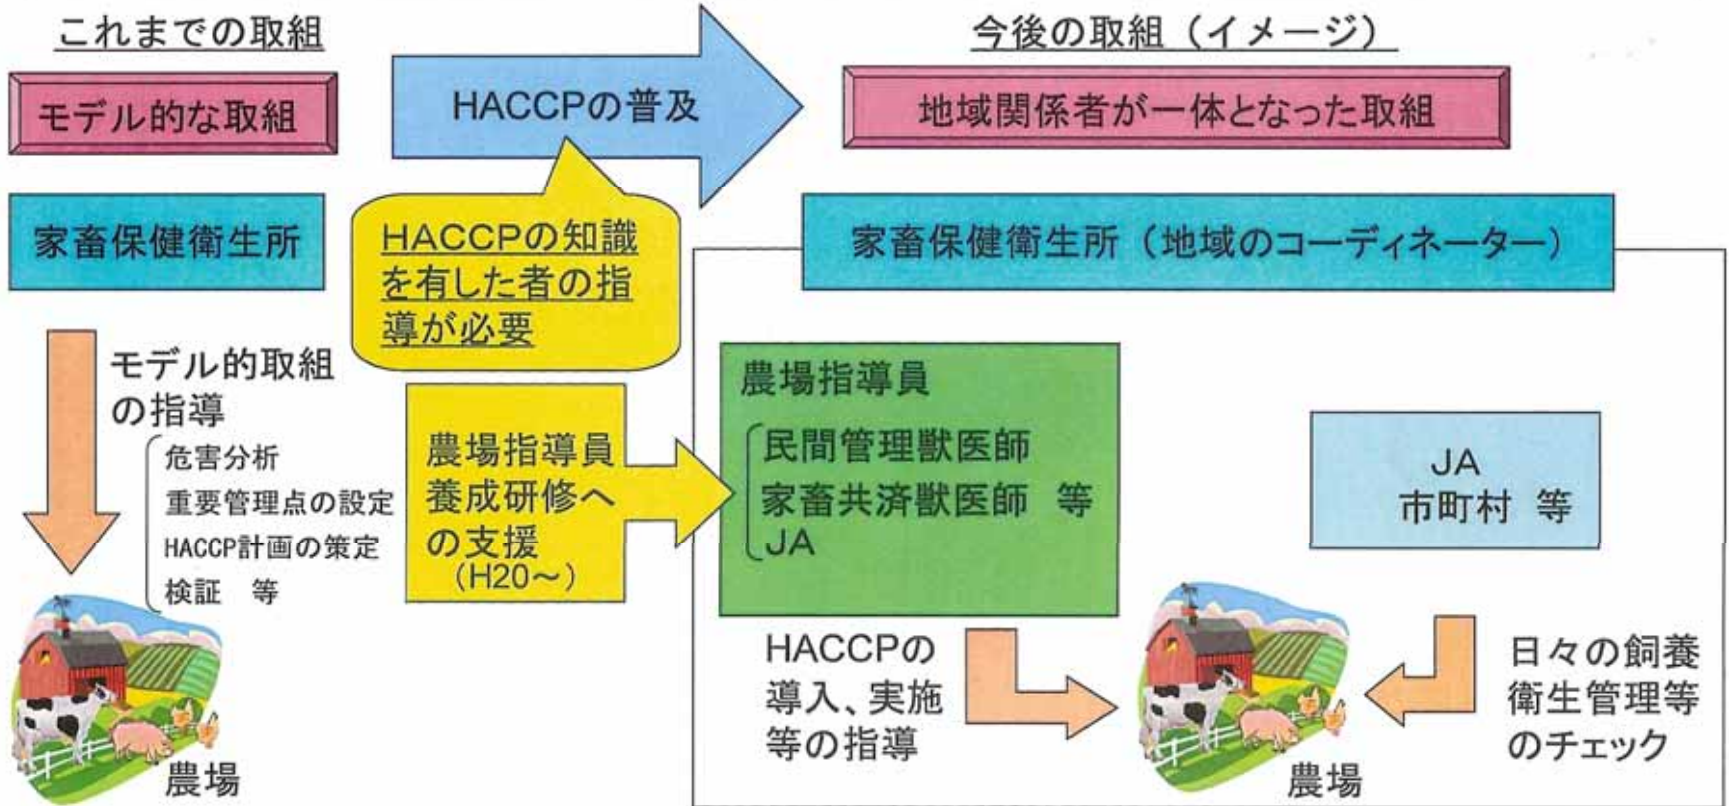 これまでの取組
モデル的な取組
家畜保健衛生所
モデル的取組
の指導
危害分析
重要管理点の設定
HACCP計画の策定
検証　等
農場
HACCPの普及
HACCPの知識
を有した者の指
導が必要
農場指導員
養成研修へ
の支援
（H20～）
今後の取組（イメージ）
地域関係者が一体となった取組
家畜保健衛生所（地域のコーディネーター）
農場指導員
民間管理獣医師
家畜共済獣医師　等
JA
HACCPの
導入、実施
等の指導
JA
市町村　等
日々の飼養
衛生管理等
のチェック
農場